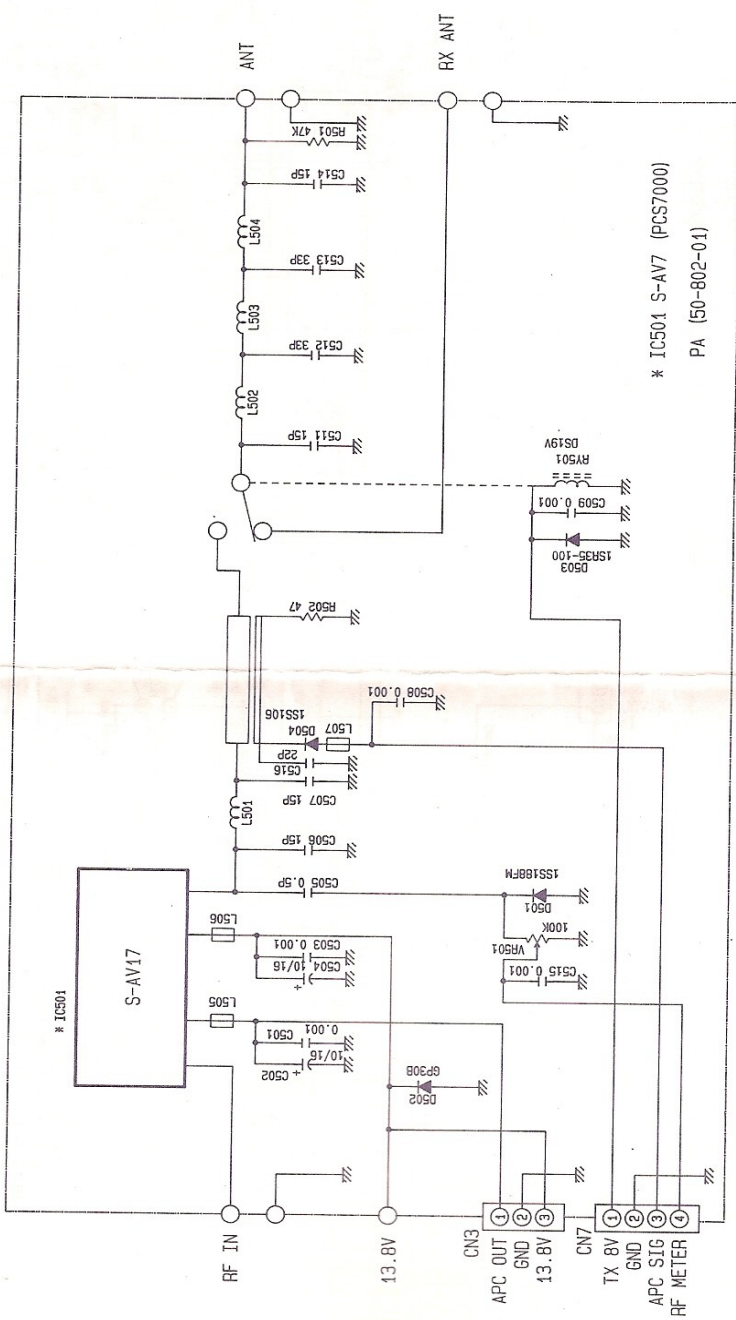 ANT
RX ANT
R501 47K
C514 15P
L504
C513 33P
L503
C512 33P
L502
C511 15P
* IC501 S-AV7 (PCS7000)
PA (50-802-01)
RY501
DS19V
C509 0.001
D503
1SR35-100
R502 47
C508 0.001
1SS106
D504
L507
C516
22P
C507 15P
L501
C506 15P
C505 0.5P
D501
1SS188FM
VR501
100K
C515
0.001
* IC501
S-AV17
L506
C503 0.001
C504 10/16
+
L505
C501
0.001
C502
10/16
+
D502
GP30B
RF IN
13.8V
CN3
APC OUT 1
GND 2
13.8V 3
CN7
TX 8V 1
GND 2
APC SIG 3
RF METER 4